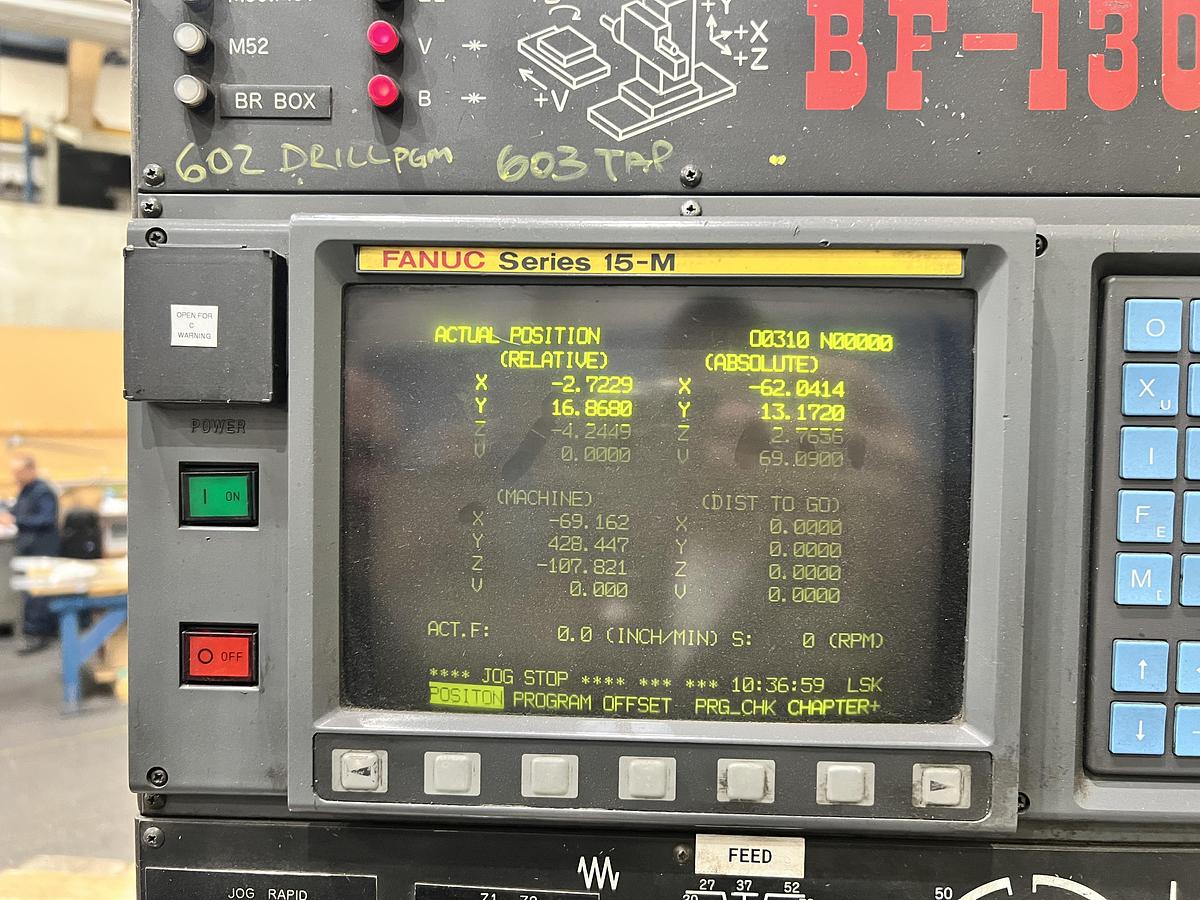 M52
V
B
BR BOX
+V
+Y
+X
+Z
BF-130
602 DRILL PGM 603 TAP
FANUC Series 15-M
OPEN FOR
C
WARNING
POWER
I ON
O OFF
ACTUAL POSITION O0310 N00000
(RELATIVE) (ABSOLUTE)
X -2.7229 X -62.0414
Y 16.8680 Y 13.1720
Z -4.2449 Z 2.7636
V 0.0000 V 69.0900
(MACHINE) (DIST TO GO)
X -69.162 X 0.0000
Y 428.447 Y 0.0000
Z -107.821 Z 0.0000
V 0.000 V 0.0000
ACT.F: 0.0 (INCH/MIN) S: 0 (RPM)
**** JOG STOP **** *** *** 10:36:59 LSK
POSITON PROGRAM OFFSET PRG_CHK CHAPTER+
O
X U
I
F E
M [
↑
↓
FEED
27 37 52
50
JOG RAPID